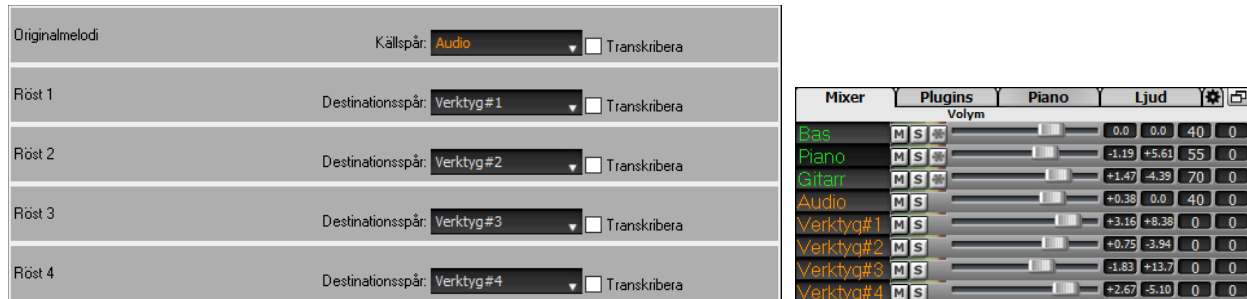 Originalmelodi
Källspår: Audio Transkribera
Röst 1
Destinationsspår: Verktyg#1 Transkribera
Röst 2
Destinationsspår: Verktyg#2 Transkribera
Röst 3
Destinationsspår: Verktyg#3 Transkribera
Röst 4
Destinationsspår: Verktyg#4 Transkribera
Mixer Plugins Piano Ljud
Volym
Bas M S 0.0 0.0 40 0
Piano M S -1.19 +5.61 55 0
Gitarr M S +1.47 -4.39 70 0
Audio M S +0.38 0.0 40 0
Verktyg#1 M S +3.16 +8.38 0 0
Verktyg#2 M S +0.75 -3.94 0 0
Verktyg#3 M S -1.83 +13.7 0 0
Verktyg#4 M S +2.67 -5.10 0 0